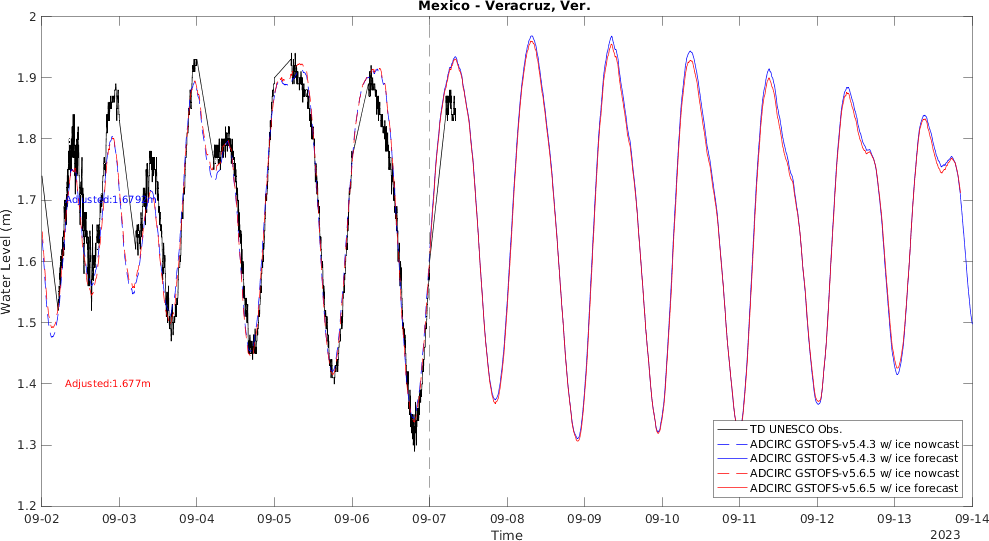 Mexico - Veracruz, Ver.
2
1.9
1.8
1.7
1.6
1.5
1.4
1.3
1.2
Water Level (m)
Adjusted:1.6792m
Adjusted:1.677m
TD UNESCO Obs.
ADCIRC GSTOFS-v5.4.3 w/ ice nowcast
ADCIRC GSTOFS-v5.4.3 w/ ice forecast
ADCIRC GSTOFS-v5.6.5 w/ ice nowcast
ADCIRC GSTOFS-v5.6.5 w/ ice forecast
09-02 09-03 09-04 09-05 09-06 09-07 09-08 09-09 09-10 09-11 09-12 09-13 09-14
Time
2023